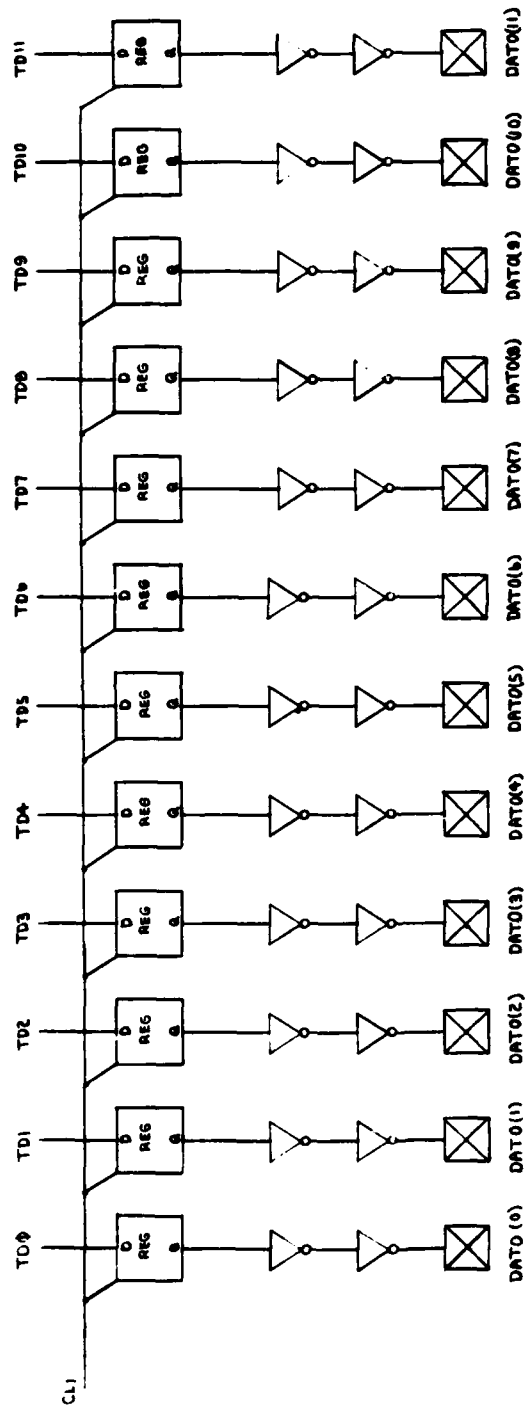 TD0 TD1 TD2 TD3 TD4 TD5 TD6 TD7 TD8 TD9 TD10 TD11
CL1
D D D D D D D D D D D D
REG REG REG REG REG REG REG REG REG REG REG REG
Q Q Q Q Q Q Q Q Q Q Q Q
DATO(0) DATO(1) DATO(2) DATO(3) DATO(4) DATO(5) DATO(6) DATO(7) DATO(8) DATO(9) DATO(10) DATO(11)